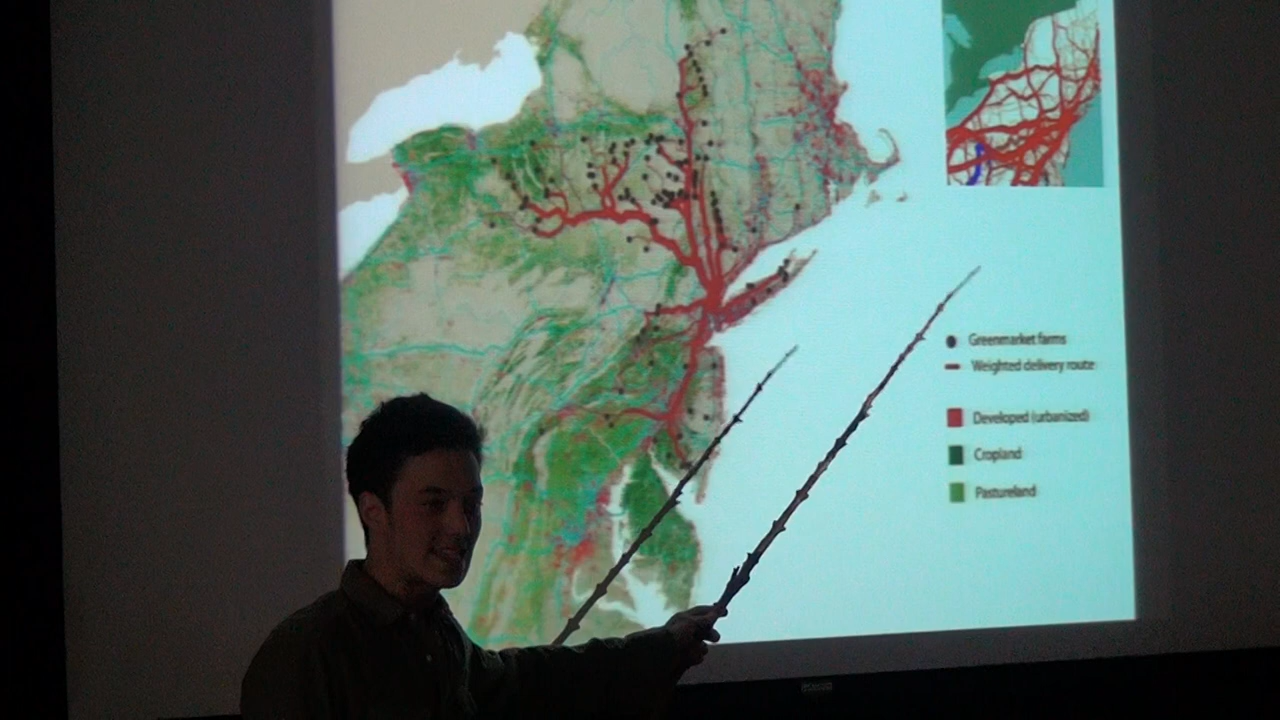 Greenmarket farms
Weighted delivery route
Developed (urbanized)
Cropland
Pastureland